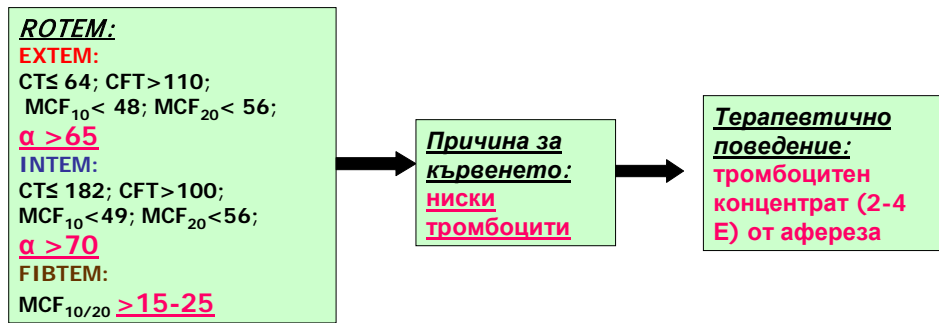 ROTEM:
EXTEM:
CT≤ 64; CFT>110;
MCF10< 48; MCF20< 56;
α >65
INTEM:
CT≤ 182; CFT>100;
MCF10<49; MCF20<56;
α >70
FIBTEM:
MCF10/20 >15-25
Причина за
кървенето:
ниски
тромбоцити
Терапевтично
поведение:
тромбоцитен
концентрат (2-4
Е) от афереза